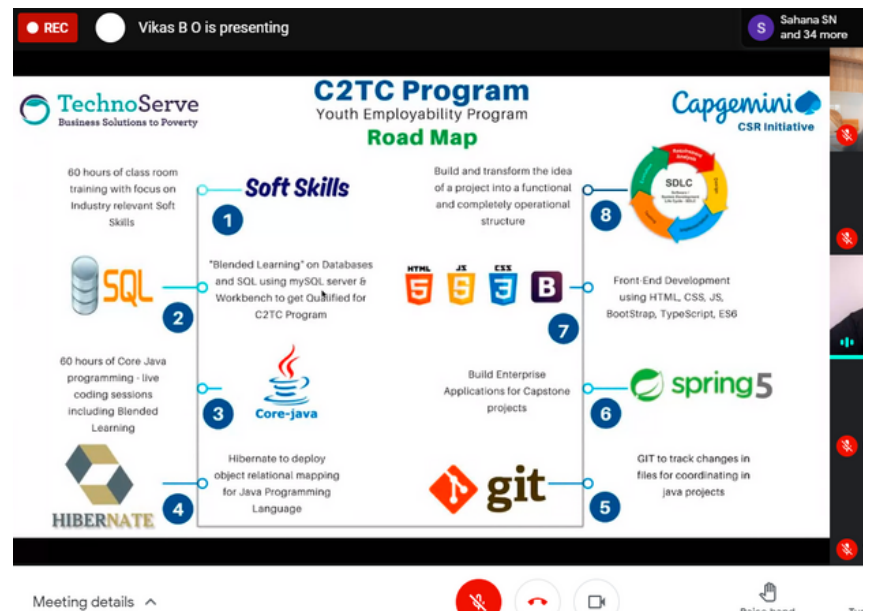 REC
Vikas B O is presenting
S
Sahana SN
and 34 more
TechnoServe
Business Solutions to Poverty
C2TC Program
Youth Employability Program
Road Map
Capgemini
CSR Initiative
60 hours of class room
training with focus on
Industry relevant Soft
Skills
Soft Skills
1
SQL
2
"Blended Learning" on Databases
and SQL using mySQL server &
Workbench to get Qualified for
C2TC Program
60 hours of Core Java
programming - live
coding sessions
including Blended
Learning
3
Core-java
HIBERNATE
4
Hibernate to deploy
object relational mapping
for Java Programming
Language
git
5
GIT to track changes in
files for coordinating in
java projects
Build Enterprise
Applications for Capstone
projects
6
spring5
HTML
5
JS
5
CSS
3
B
7
Front-End Development
using HTML, CSS, JS,
BootStrap, TypeScript, ES6
Build and transform the idea
of a project into a functional
and completely operational
structure
8
SDLC
Meeting details
Raise hand